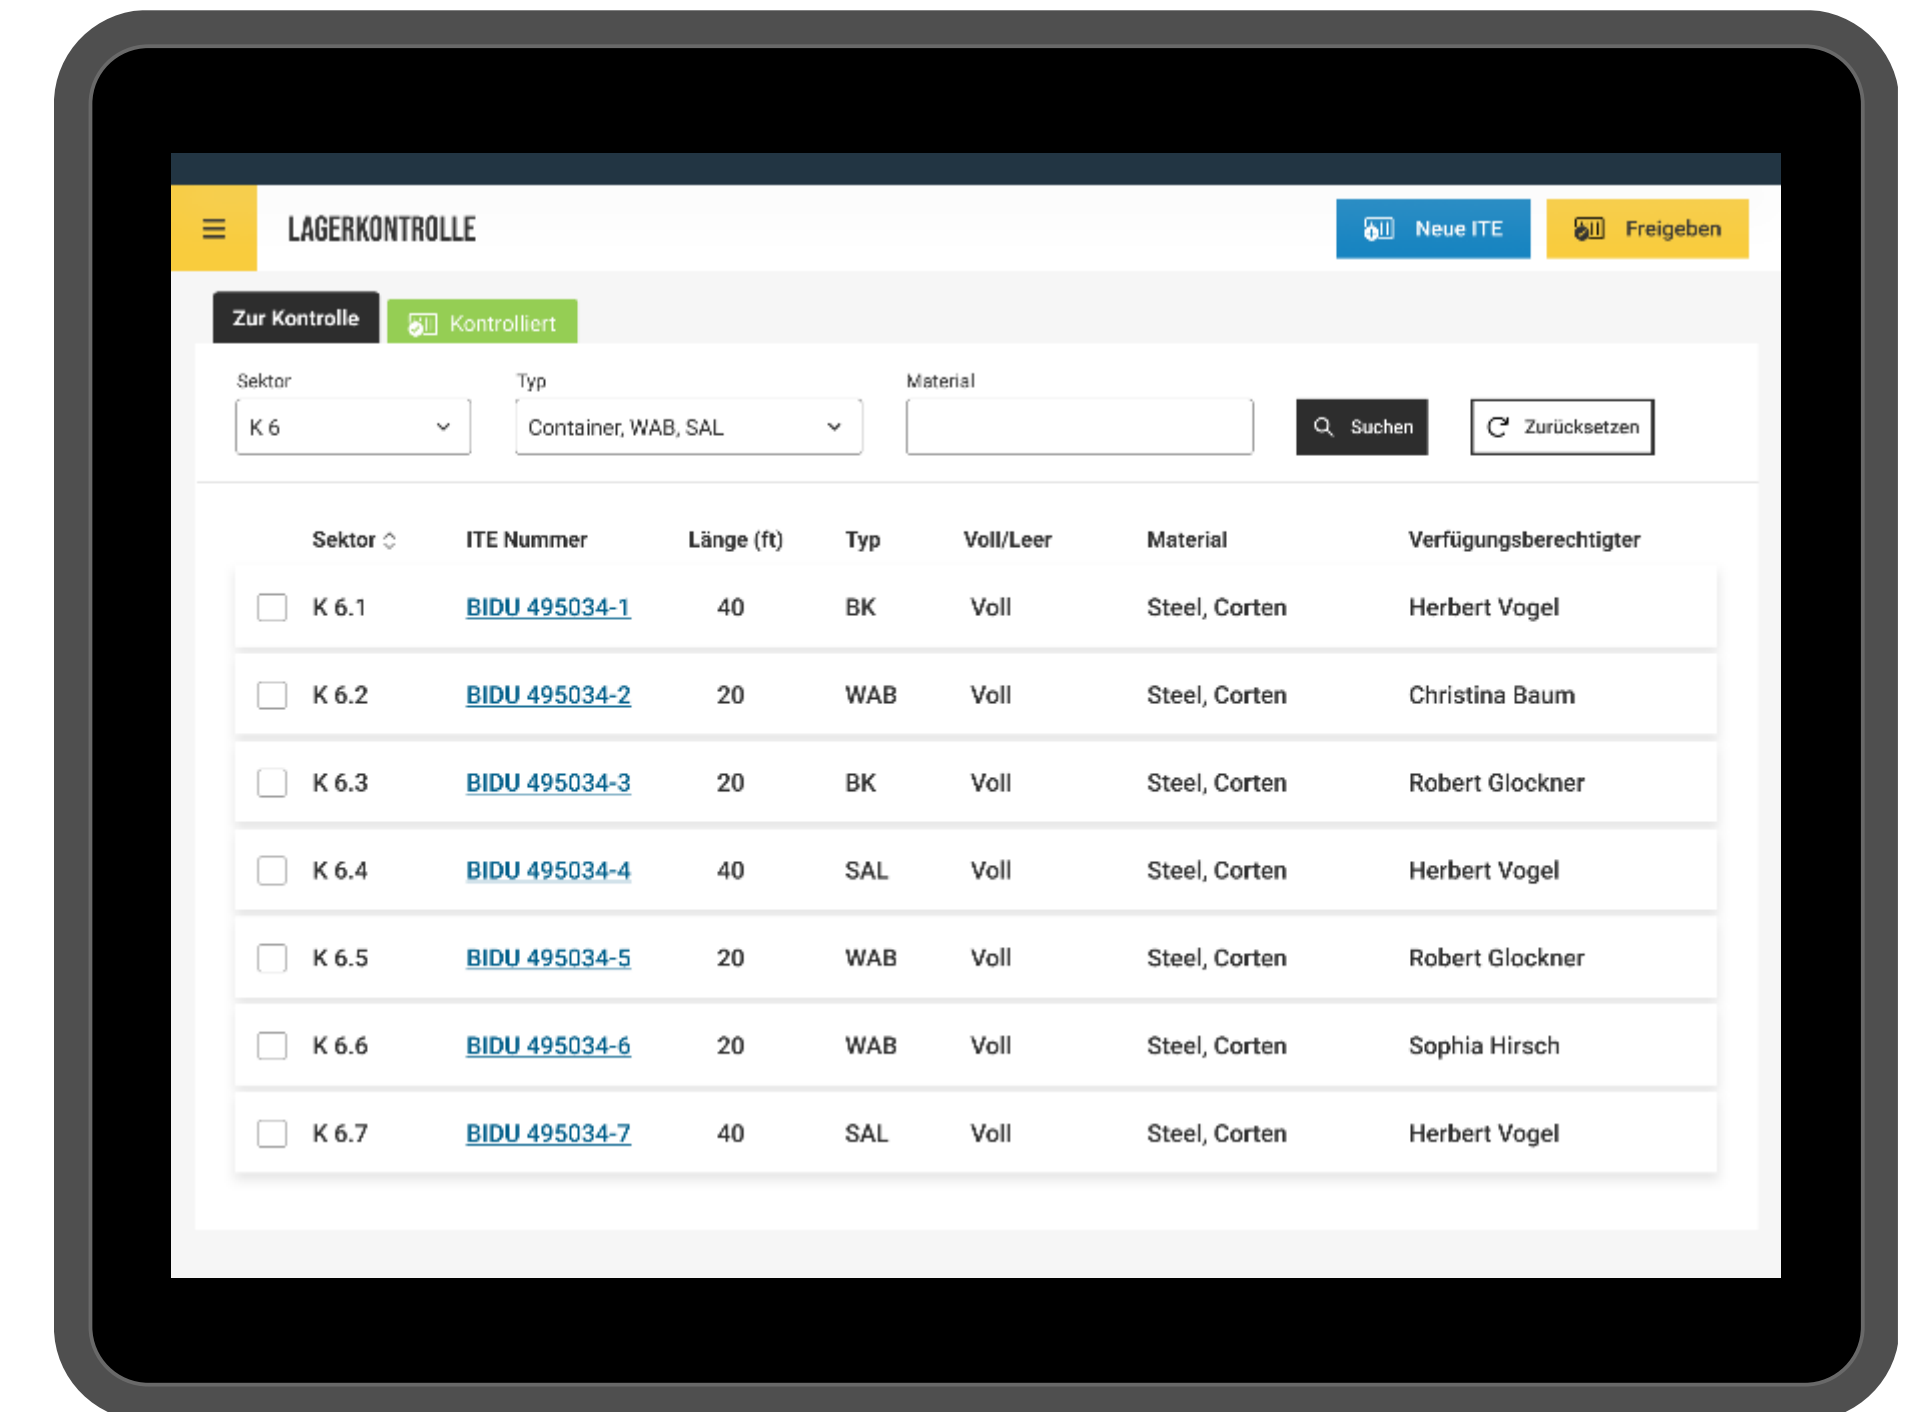 LAGERKONTROLLE
Neue ITE
Freigeben
Zur Kontrolle
Kontrolliert
Sektor Typ Material
K 6 Container, WAB, SAL Suchen Zurücksetzen
Sektor ITE Nummer Länge (ft) Typ Voll/Leer Material Verfügungsberechtigter
K 6.1 BIDU 495034-1 40 BK Voll Steel, Corten Herbert Vogel
K 6.2 BIDU 495034-2 20 WAB Voll Steel, Corten Christina Baum
K 6.3 BIDU 495034-3 20 BK Voll Steel, Corten Robert Glockner
K 6.4 BIDU 495034-4 40 SAL Voll Steel, Corten Herbert Vogel
K 6.5 BIDU 495034-5 20 WAB Voll Steel, Corten Robert Glockner
K 6.6 BIDU 495034-6 20 WAB Voll Steel, Corten Sophia Hirsch
K 6.7 BIDU 495034-7 40 SAL Voll Steel, Corten Herbert Vogel